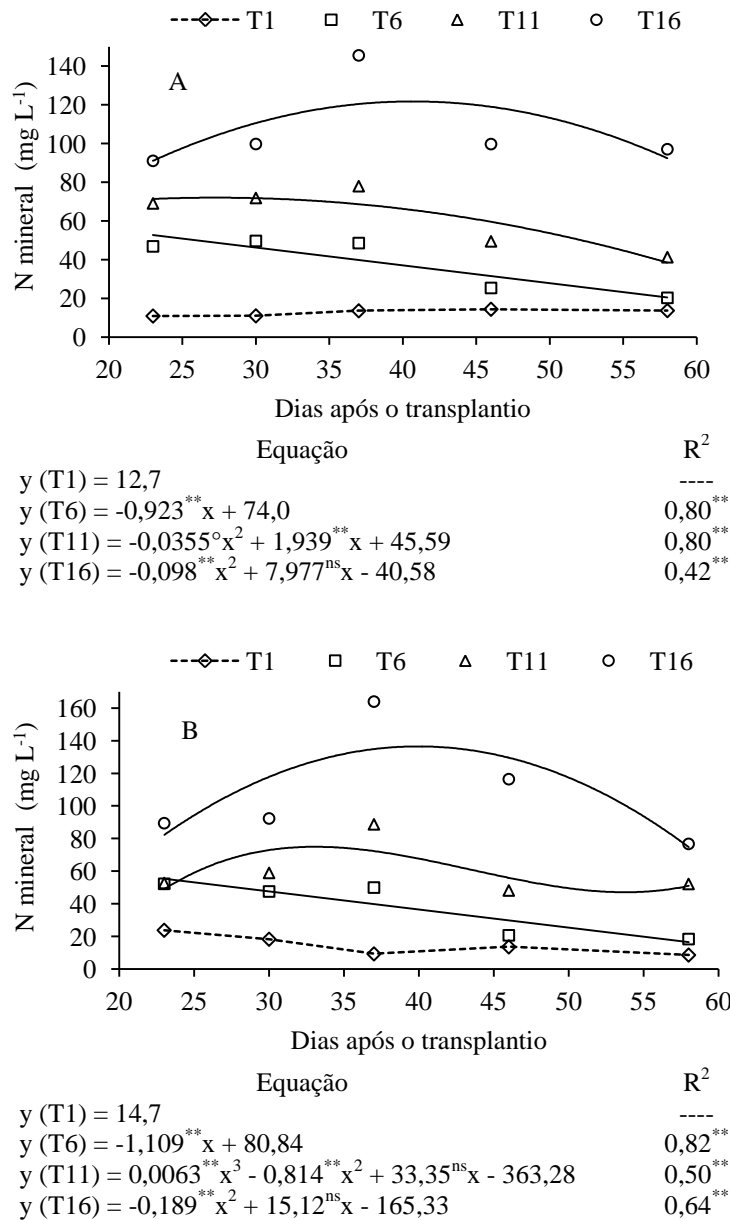 T1 T6 T11 T16
A
N mineral (mg L⁻¹)
140
120
100
80
60
40
20
0
20 25 30 35 40 45 50 55 60
Dias após o transplantio
Equação R²
y (T1) = 12,7 ----
y (T6) = -0,923**x + 74,0 0,80**
y (T11) = -0,0355°x² + 1,939**x + 45,59 0,80**
y (T16) = -0,098**x² + 7,977ⁿˢx - 40,58 0,42**
T1 T6 T11 T16
B
N mineral (mg L⁻¹)
160
140
120
100
80
60
40
20
0
20 25 30 35 40 45 50 55 60
Dias após o transplantio
Equação R²
y (T1) = 14,7 ----
y (T6) = -1,109**x + 80,84 0,82**
y (T11) = 0,0063**x³ - 0,814**x² + 33,35ⁿˢx - 363,28 0,50**
y (T16) = -0,189**x² + 15,12ⁿˢx - 165,33 0,64**